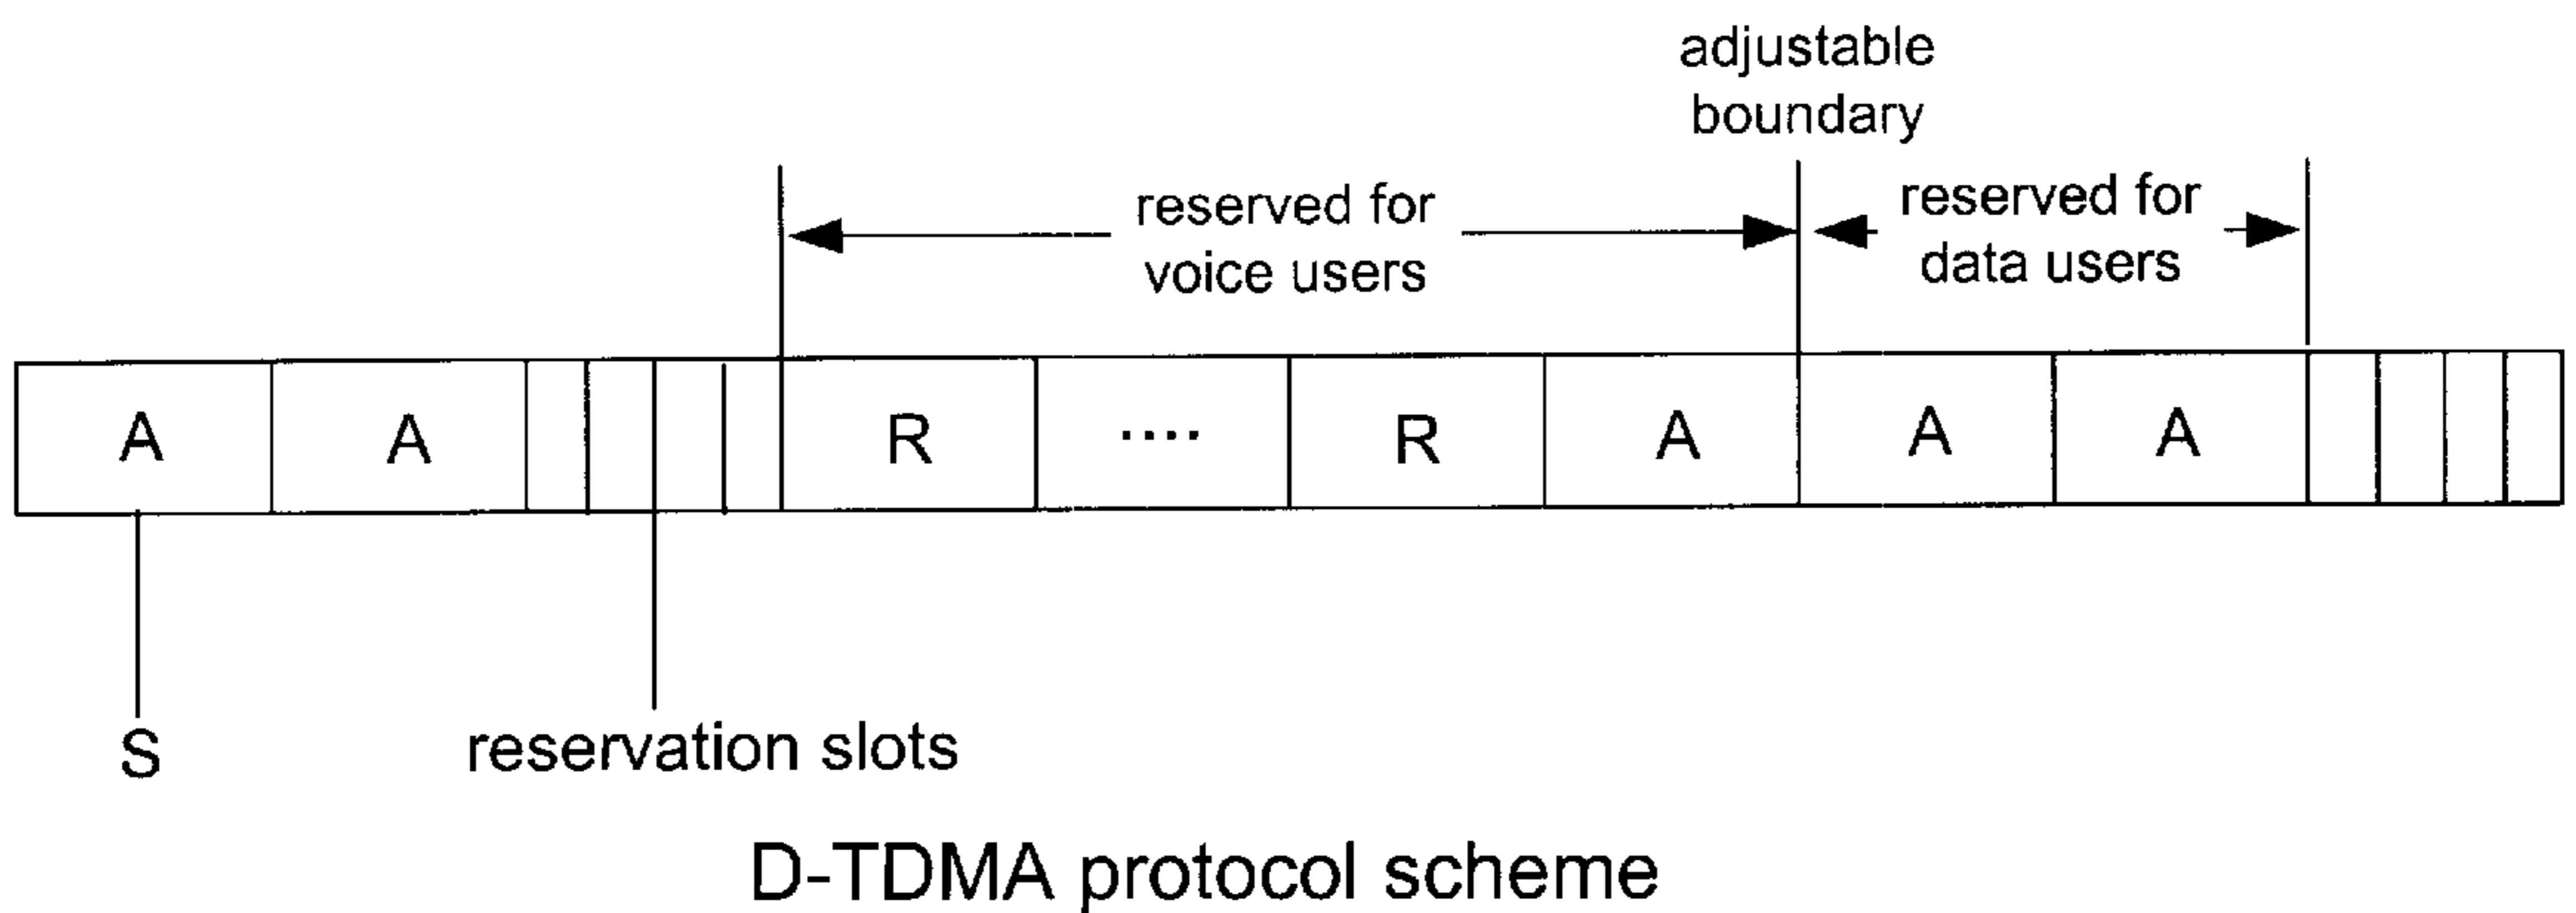 adjustable
boundary
reserved for
voice users
reserved for
data users
A A R .... R A A A
S
reservation slots
D-TDMA protocol scheme